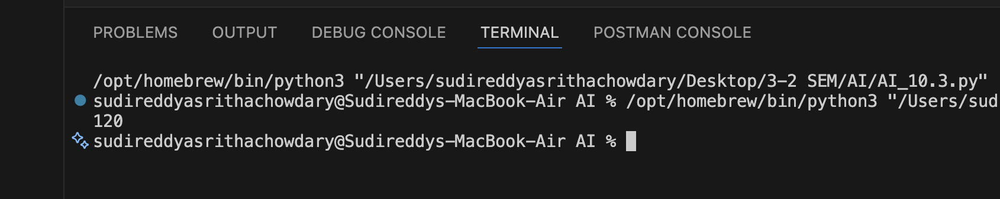 PROBLEMS OUTPUT DEBUG CONSOLE TERMINAL POSTMAN CONSOLE
/opt/homebrew/bin/python3 "/Users/sudireddyasrithachowdary/Desktop/3-2 SEM/AI/AI_10.3.py"
sudireddyasrithachowdary@Sudireddys-MacBook-Air AI % /opt/homebrew/bin/python3 "/Users/sud
120
sudireddyasrithachowdary@Sudireddys-MacBook-Air AI %